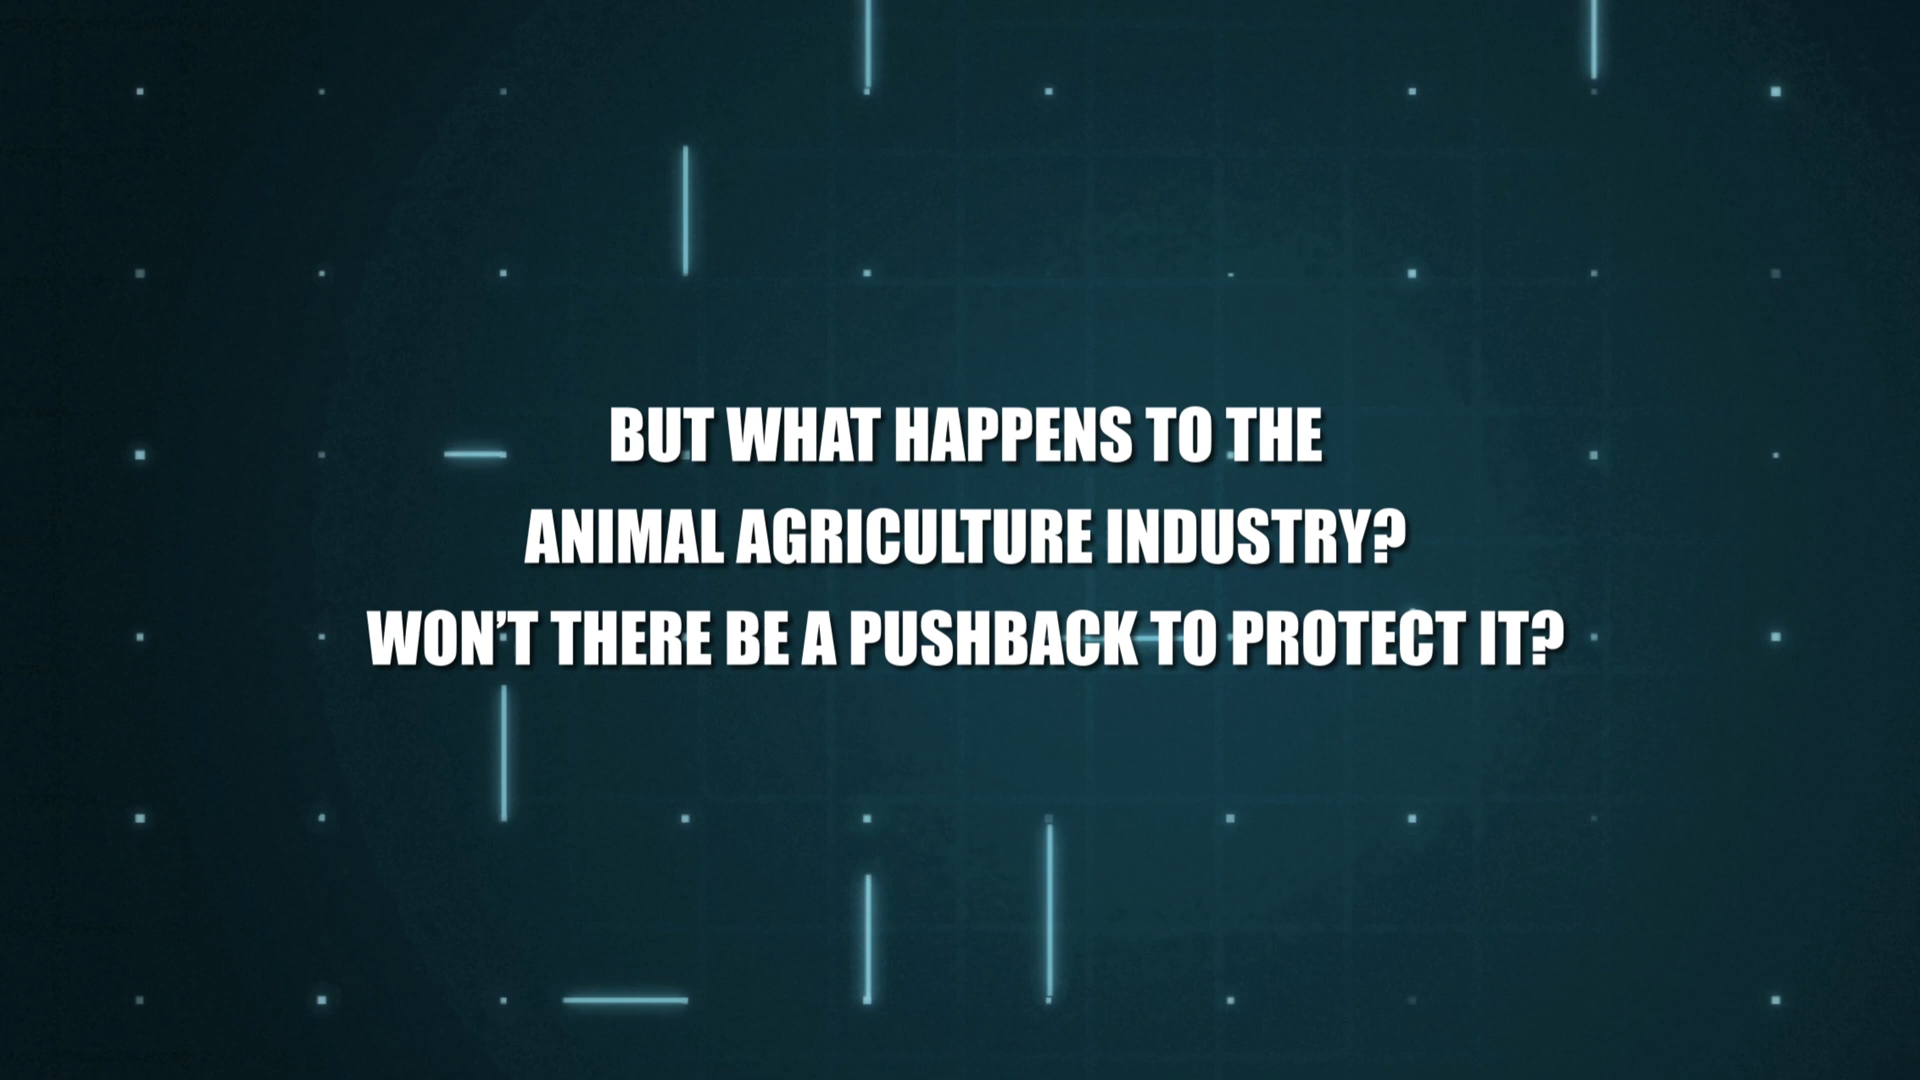 BUT WHAT HAPPENS TO THE
ANIMAL AGRICULTURE INDUSTRY?
WON’T THERE BE A PUSHBACK TO PROTECT IT?